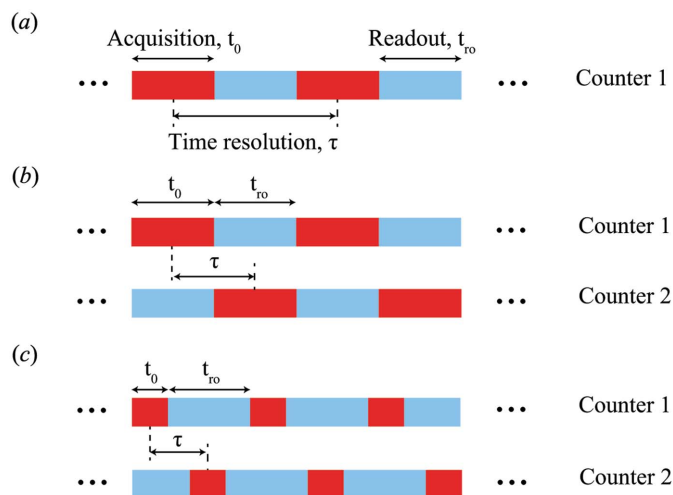 (a)
Acquisition, t0
Readout, tro
... Counter 1
...
Time resolution, τ
(b)
t0
tro
... Counter 1
...
τ
... Counter 2
...
(c)
t0
tro
... Counter 1
...
τ
... Counter 2
...